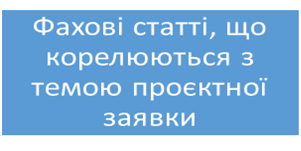 Фахові статті, що
корелюються з
темою проєктної
заявки